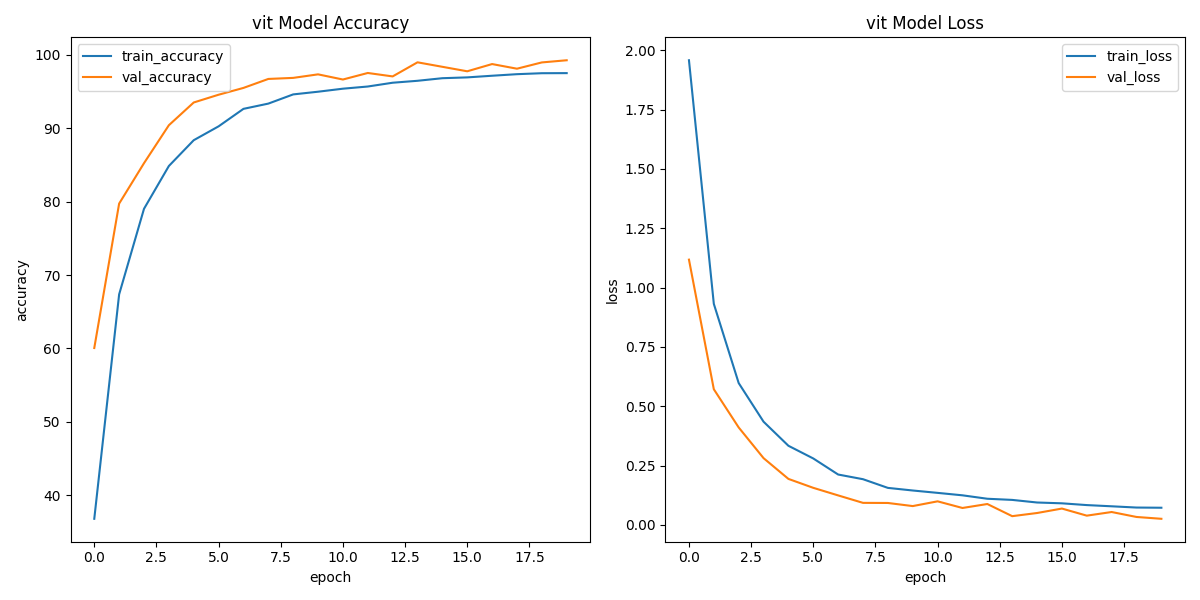 vit Model Accuracy
train_accuracy
val_accuracy
100
90
80
70
60
50
40
accuracy
0.0 2.5 5.0 7.5 10.0 12.5 15.0 17.5
epoch
vit Model Loss
train_loss
val_loss
2.00
1.75
1.50
1.25
1.00
0.75
0.50
0.25
0.00
loss
0.0 2.5 5.0 7.5 10.0 12.5 15.0 17.5
epoch